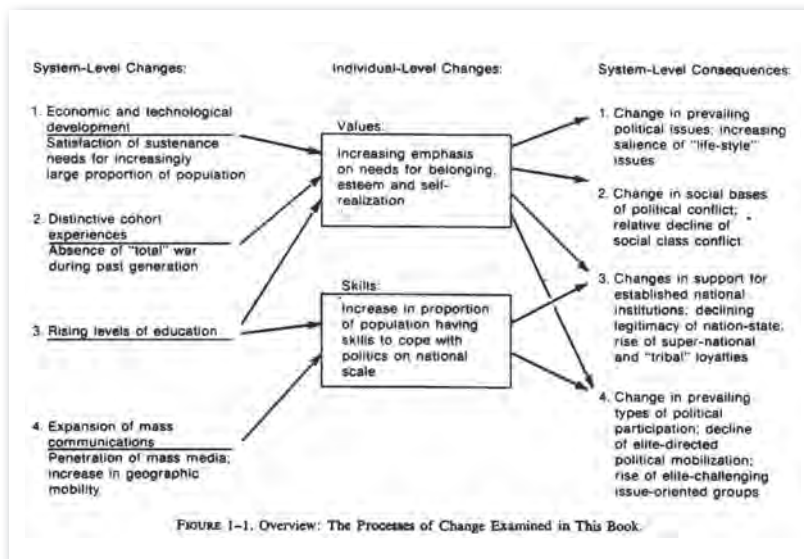 System-Level Changes:
Individual-Level Changes:
System-Level Consequences:
1. Economic and technological
development
Satisfaction of sustenance
needs for increasingly
large proportion of population
2. Distinctive cohort
experiences
Absence of "total" war
during past generation
3. Rising levels of education
4. Expansion of mass
communications
Penetration of mass media;
increase in geographic
mobility
Values:
Increasing emphasis
on needs for belonging,
esteem and self-
realization
Skills:
Increase in proportion
of population having
skills to cope with
politics on national
scale
1. Change in prevailing
political issues; increasing
salience of "life-style"
issues
2. Change in social bases
of political conflict;
relative decline of
social class conflict
3. Changes in support for
established national
institutions; declining
legitimacy of nation-state;
rise of super-national
and "tribal" loyalties
4. Change in prevailing
types of political
participation; decline
of elite-directed
political mobilization;
rise of elite-challenging
issue-oriented groups
FIGURE 1-1. Overview: The Processes of Change Examined in This Book.